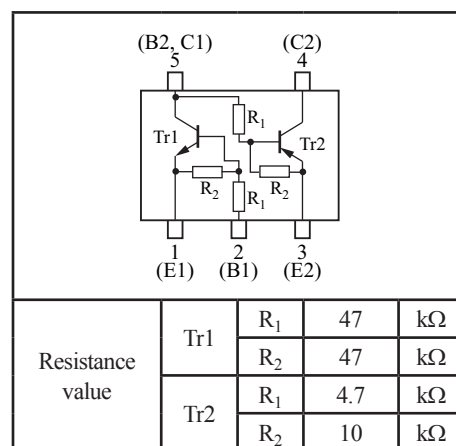 (B2, C1) (C2)
5 4
R1
Tr1 Tr2
R2 R2
R1
1 2 3
(E1) (B1) (E2)
Resistance value Tr1 R1 47 kΩ
R2 47 kΩ
Tr2 R1 4.7 kΩ
R2 10 kΩ